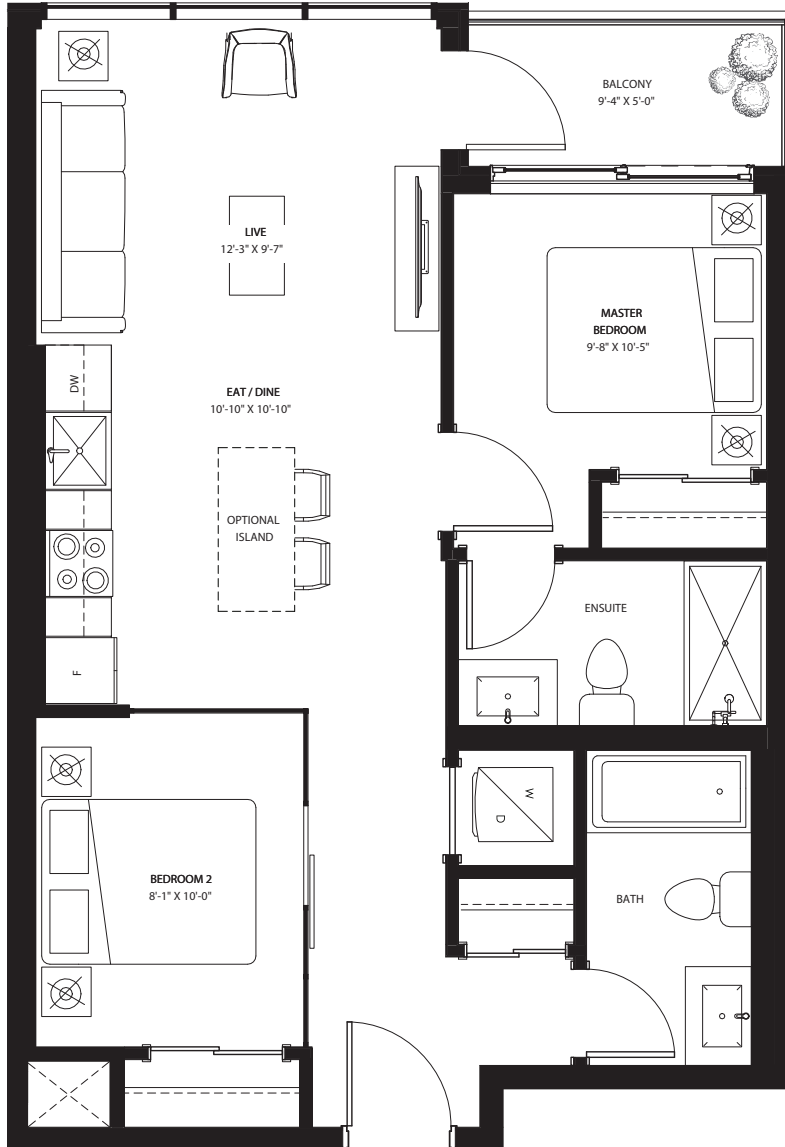 BALCONY
9'-4" X 5'-0"
LIVE
12'-3" X 9'-7"
MASTER
BEDROOM
9'-8" X 10'-5"
DW
EAT / DINE
10'-10" X 10'-10"
OPTIONAL
ISLAND
ENSUITE
F
W
D
BEDROOM 2
8'-1" X 10'-0"
BATH